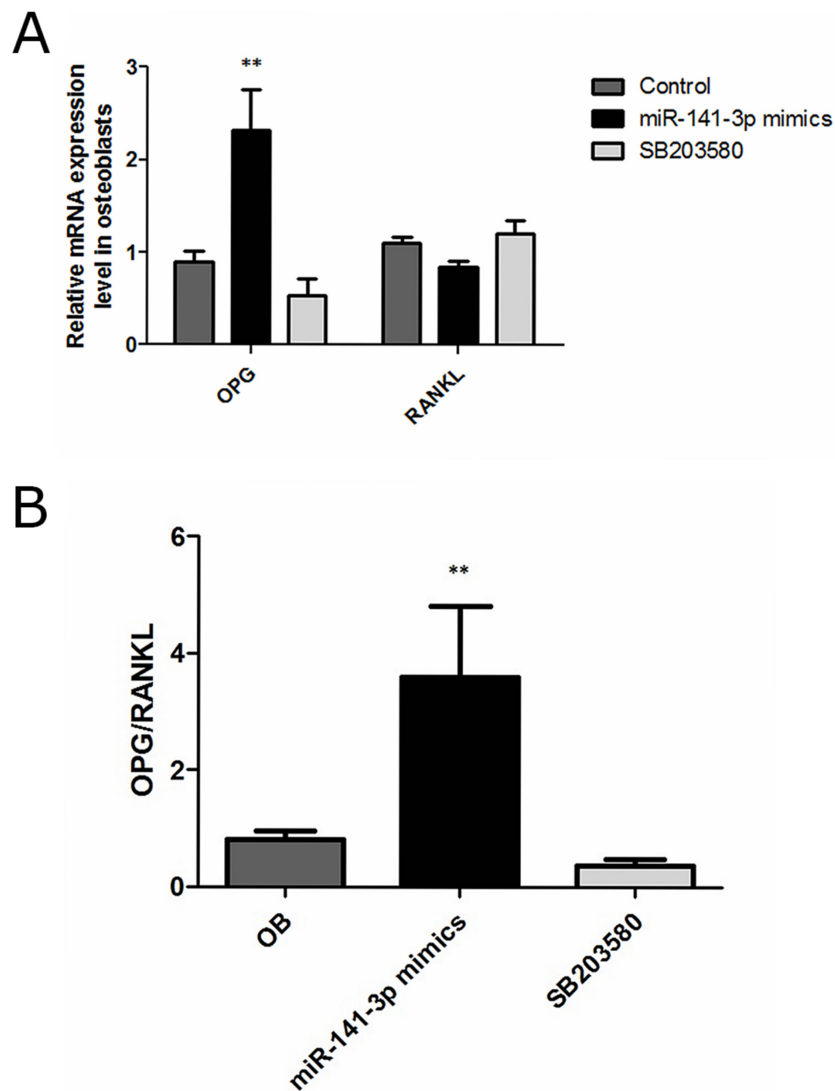 A
Relative mRNA expression
level in osteoblasts
3
2
1
0
**
OPG
RANKL
Control
miR-141-3p mimics
SB203580
B
OPG/RANKL
6
4
2
0
**
OB
miR-141-3p mimics
SB203580